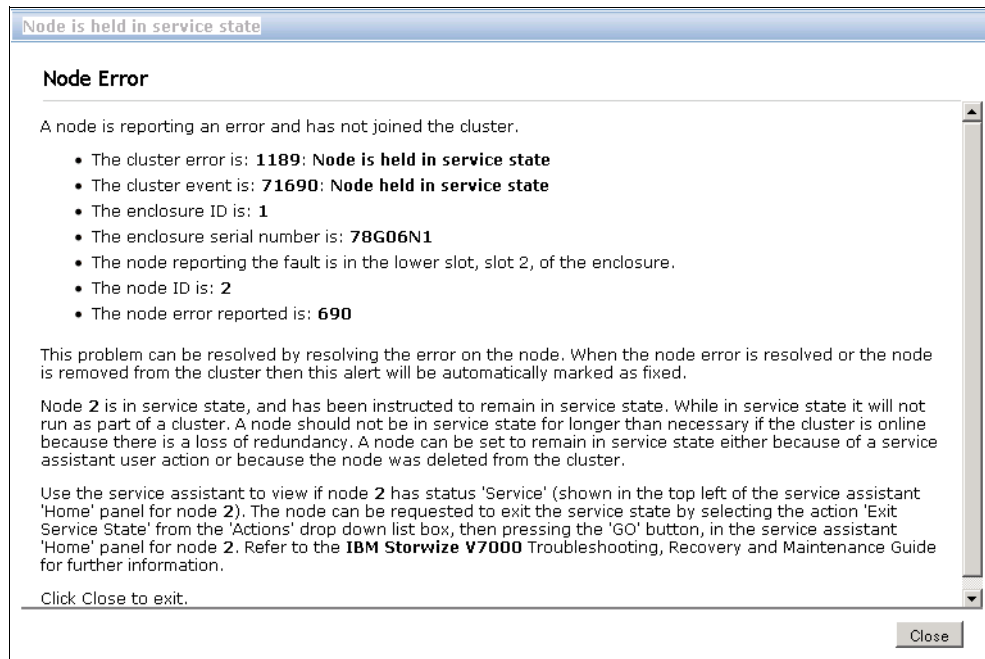 Node is held in service state
Node Error
A node is reporting an error and has not joined the cluster.
• The cluster error is: 1189: Node is held in service state
• The cluster event is: 71690: Node held in service state
• The enclosure ID is: 1
• The enclosure serial number is: 78G06N1
• The node reporting the fault is in the lower slot, slot 2, of the enclosure.
• The node ID is: 2
• The node error reported is: 690
This problem can be resolved by resolving the error on the node. When the node error is resolved or the node
is removed from the cluster then this alert will be automatically marked as fixed.
Node 2 is in service state, and has been instructed to remain in service state. While in service state it will not
run as part of a cluster. A node should not be in service state for longer than necessary if the cluster is online
because there is a loss of redundancy. A node can be set to remain in service state either because of a service
assistant user action or because the node was deleted from the cluster.
Use the service assistant to view if node 2 has status 'Service' (shown in the top left of the service assistant
'Home' panel for node 2). The node can be requested to exit the service state by selecting the action 'Exit
Service State' from the 'Actions' drop down list box, then pressing the 'GO' button, in the service assistant
'Home' panel for node 2. Refer to the IBM Storwize V7000 Troubleshooting, Recovery and Maintenance Guide
for further information.
Click Close to exit.
Close